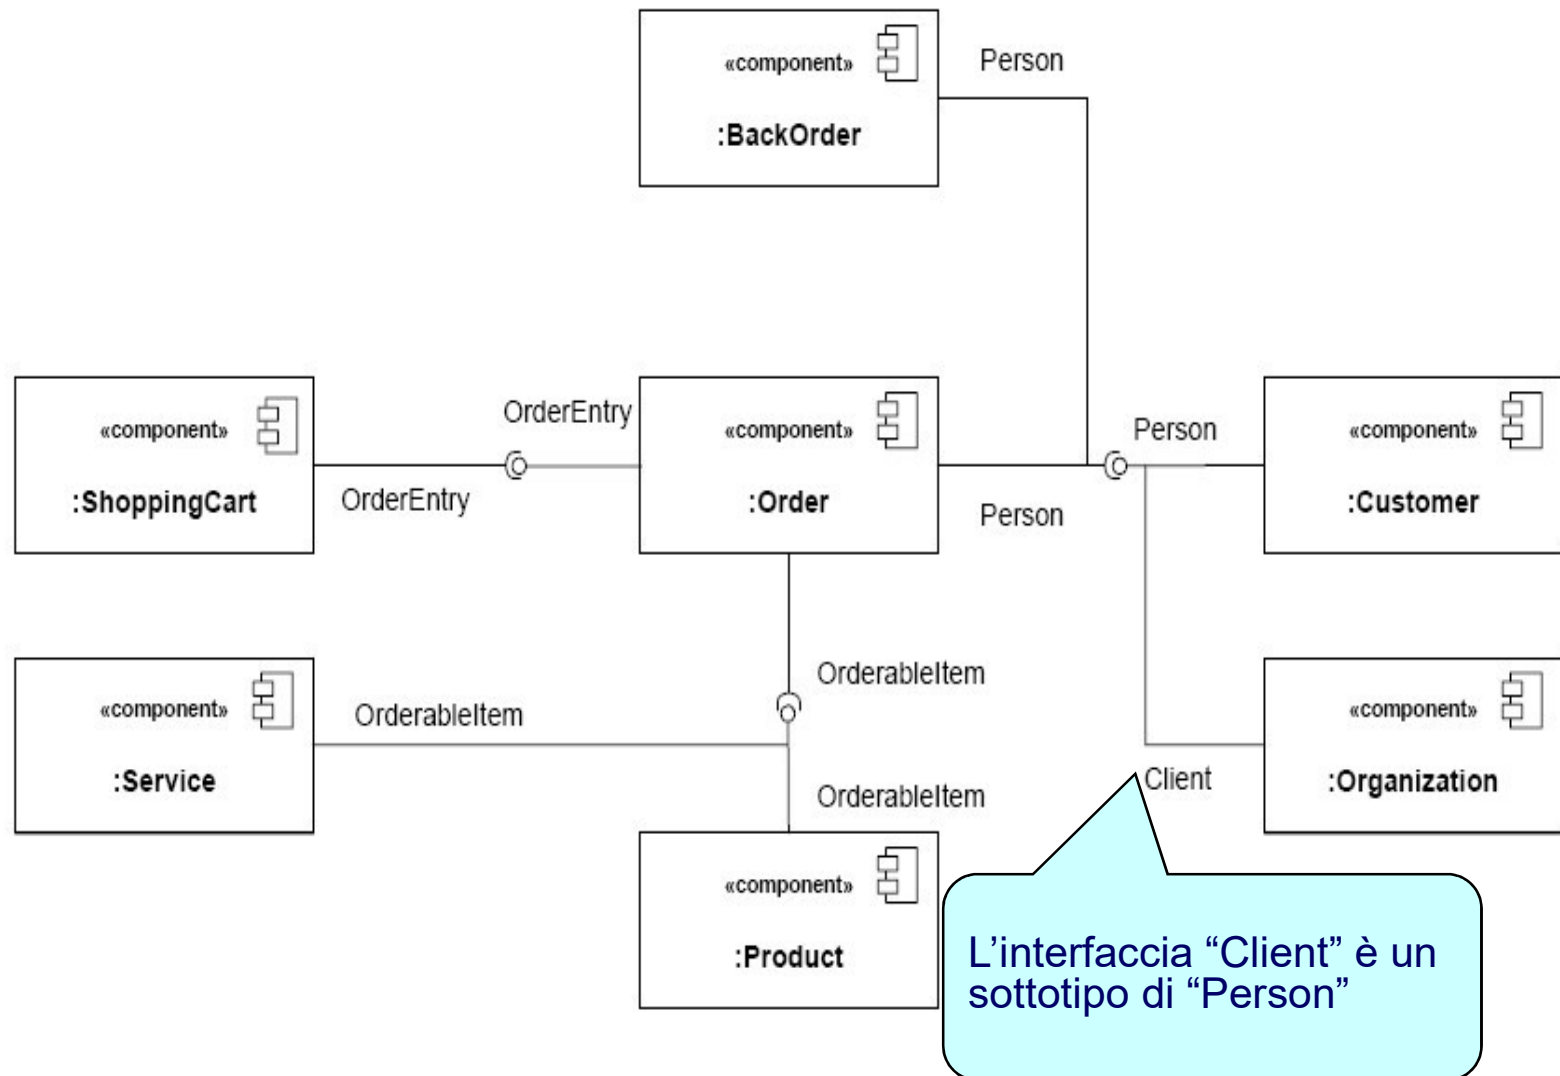 «component»
:BackOrder
Person
«component»
:ShoppingCart
OrderEntry
OrderEntry
«component»
:Order
Person
Person
«component»
:Customer
«component»
:Service
OrderableItem
OrderableItem
OrderableItem
«component»
:Organization
Client
«component»
:Product
L’interfaccia “Client” è un
sottotipo di “Person”